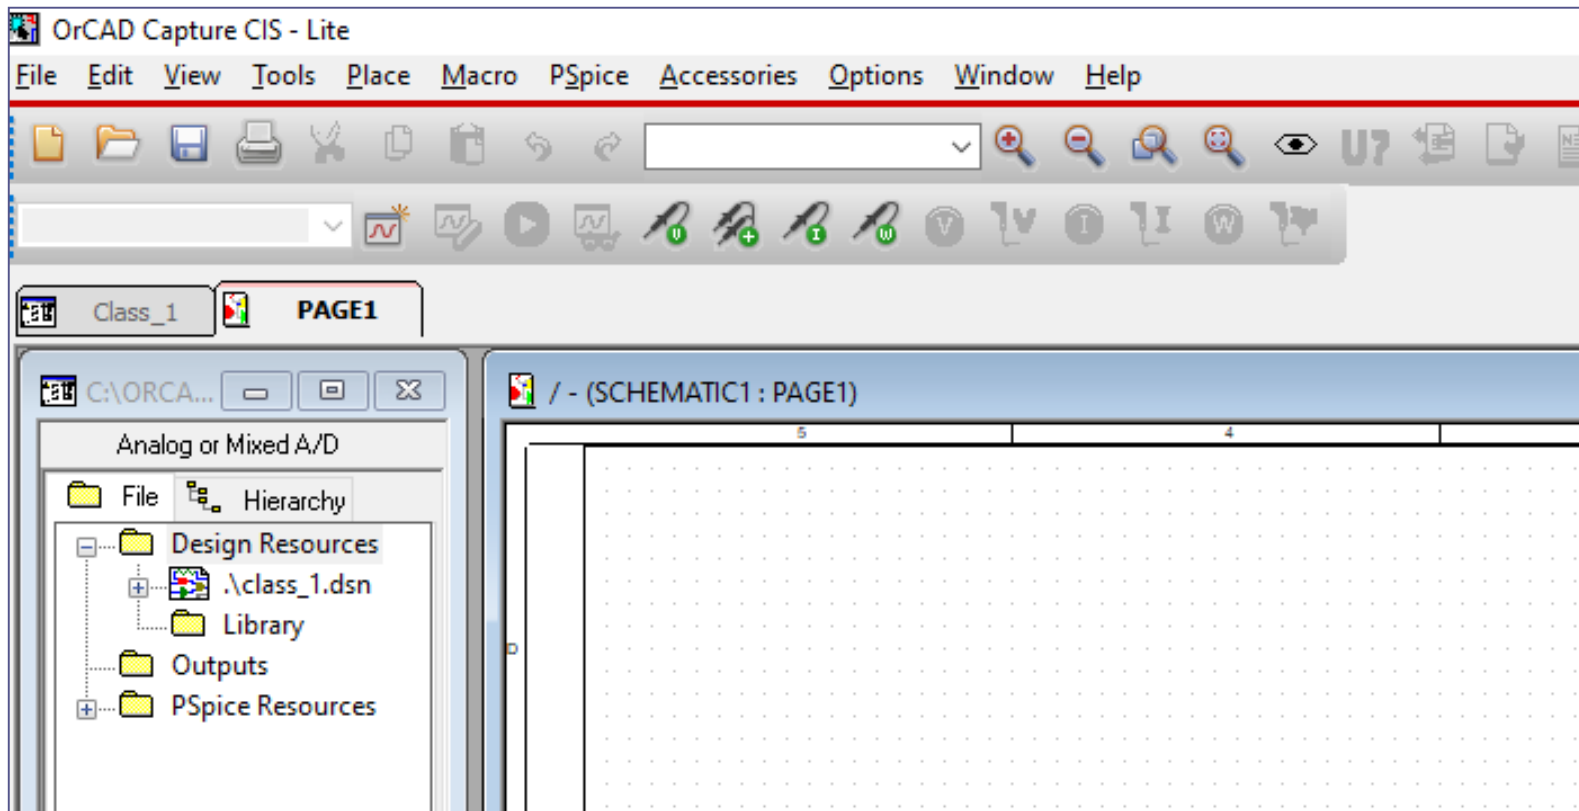 OrCAD Capture CIS - Lite
File Edit View Tools Place Macro PSpice Accessories Options Window Help
U?
V + I W V V I I W
Class_1 PAGE1
C:\ORCA... / - (SCHEMATIC1 : PAGE1)
Analog or Mixed A/D
5 4
File Hierarchy
Design Resources
.\class_1.dsn
Library
D
Outputs
PSpice Resources